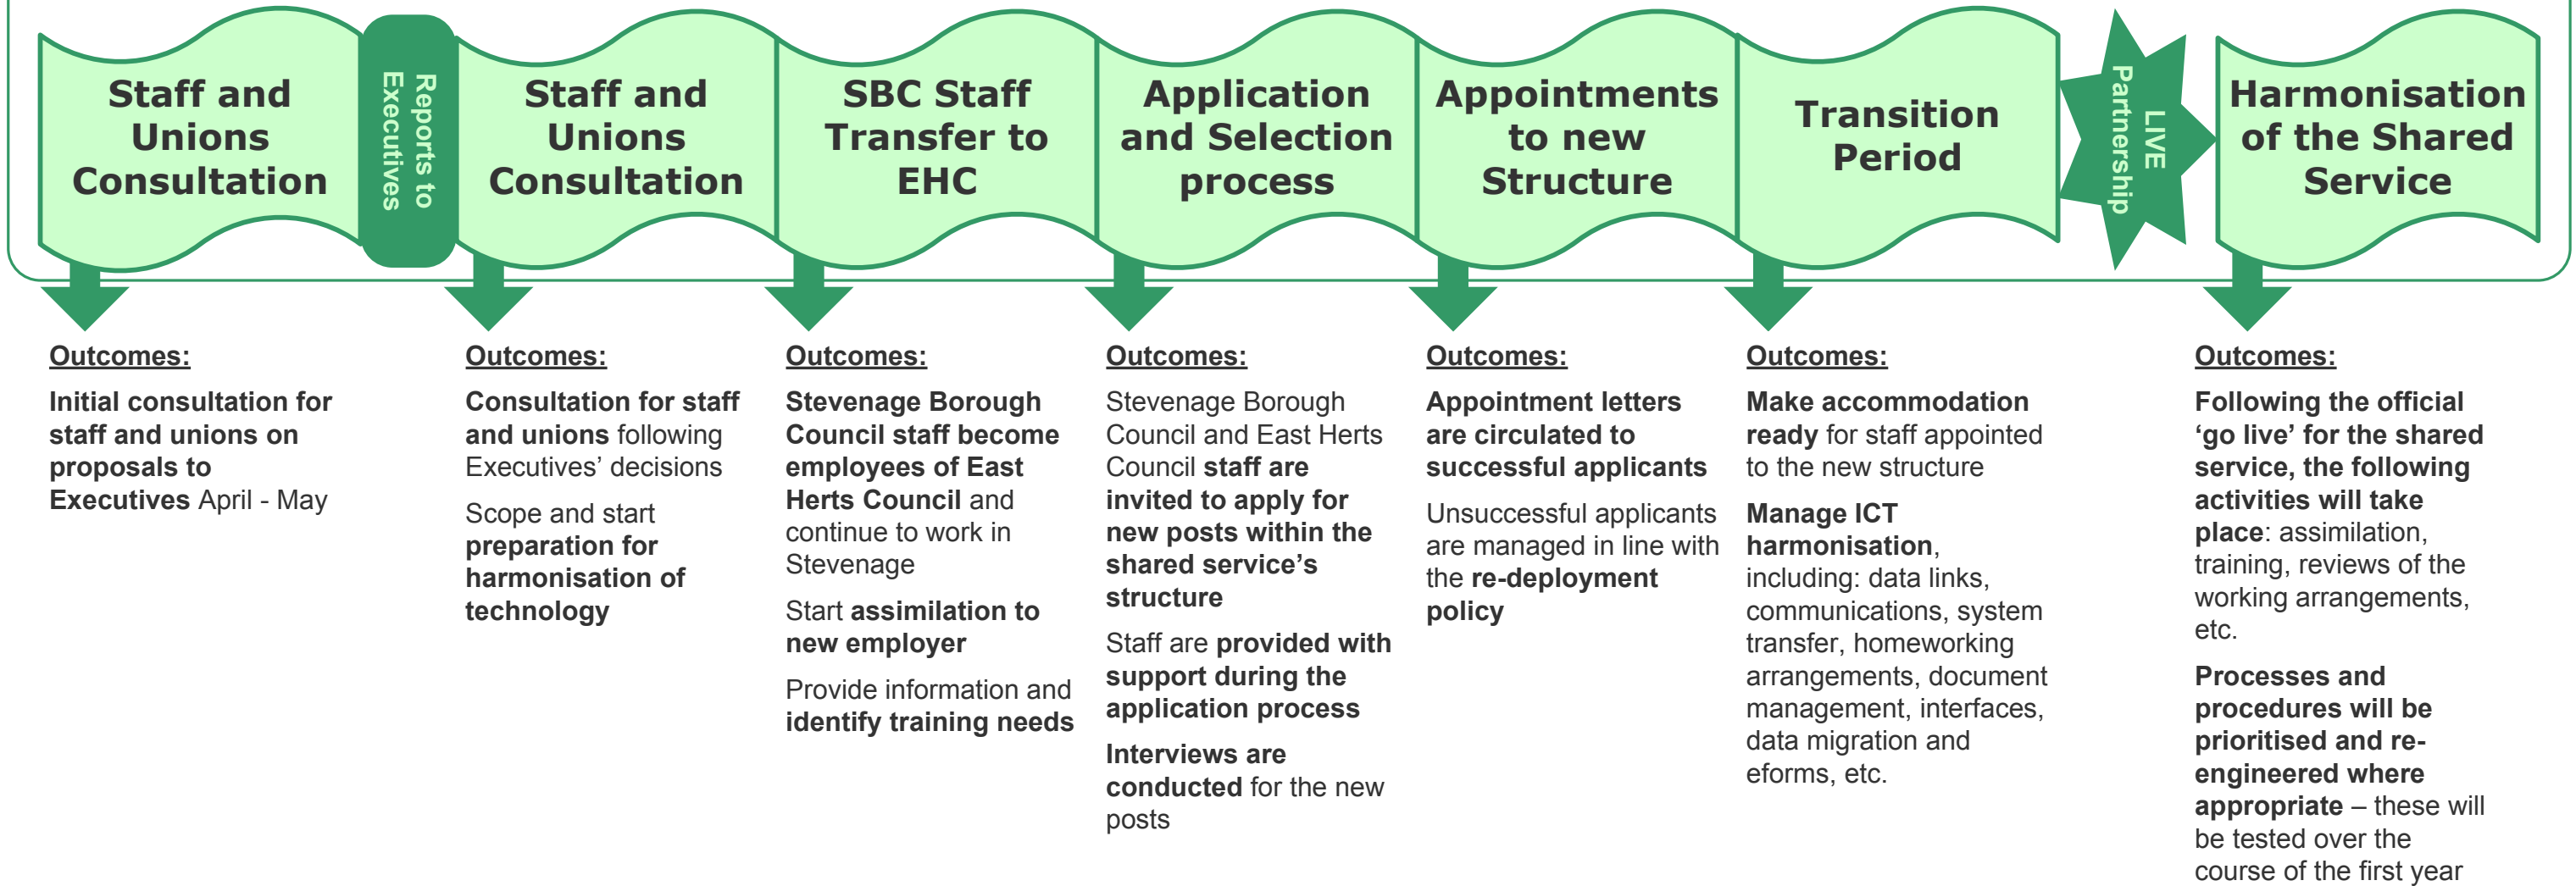 Staff and
Unions
Consultation
Reports to
Executives
Staff and
Unions
Consultation
SBC Staff
Transfer to
EHC
Application
and Selection
process
Appointments
to new
Structure
Transition
Period
LIVE
Partnership
Harmonisation
of the Shared
Service
Outcomes:
Initial consultation for
staff and unions on
proposals to
Executives April - May
Outcomes:
Consultation for staff
and unions following
Executives’ decisions
Scope and start
preparation for
harmonisation of
technology
Outcomes:
Stevenage Borough
Council staff become
employees of East
Herts Council and
continue to work in
Stevenage
Start assimilation to
new employer
Provide information and
identify training needs
Outcomes:
Stevenage Borough
Council and East Herts
Council staff are
invited to apply for
new posts within the
shared service’s
structure
Staff are provided with
support during the
application process
Interviews are
conducted for the new
posts
Outcomes:
Appointment letters
are circulated to
successful applicants
Unsuccessful applicants
are managed in line with
the re-deployment
policy
Outcomes:
Make accommodation
ready for staff appointed
to the new structure
Manage ICT
harmonisation,
including: data links,
communications, system
transfer, homeworking
arrangements, document
management, interfaces,
data migration and
eforms, etc.
Outcomes:
Following the official
‘go live’ for the shared
service, the following
activities will take
place: assimilation,
training, reviews of the
working arrangements,
etc.
Processes and
procedures will be
prioritised and re-
engineered where
appropriate – these will
be tested over the
course of the first year